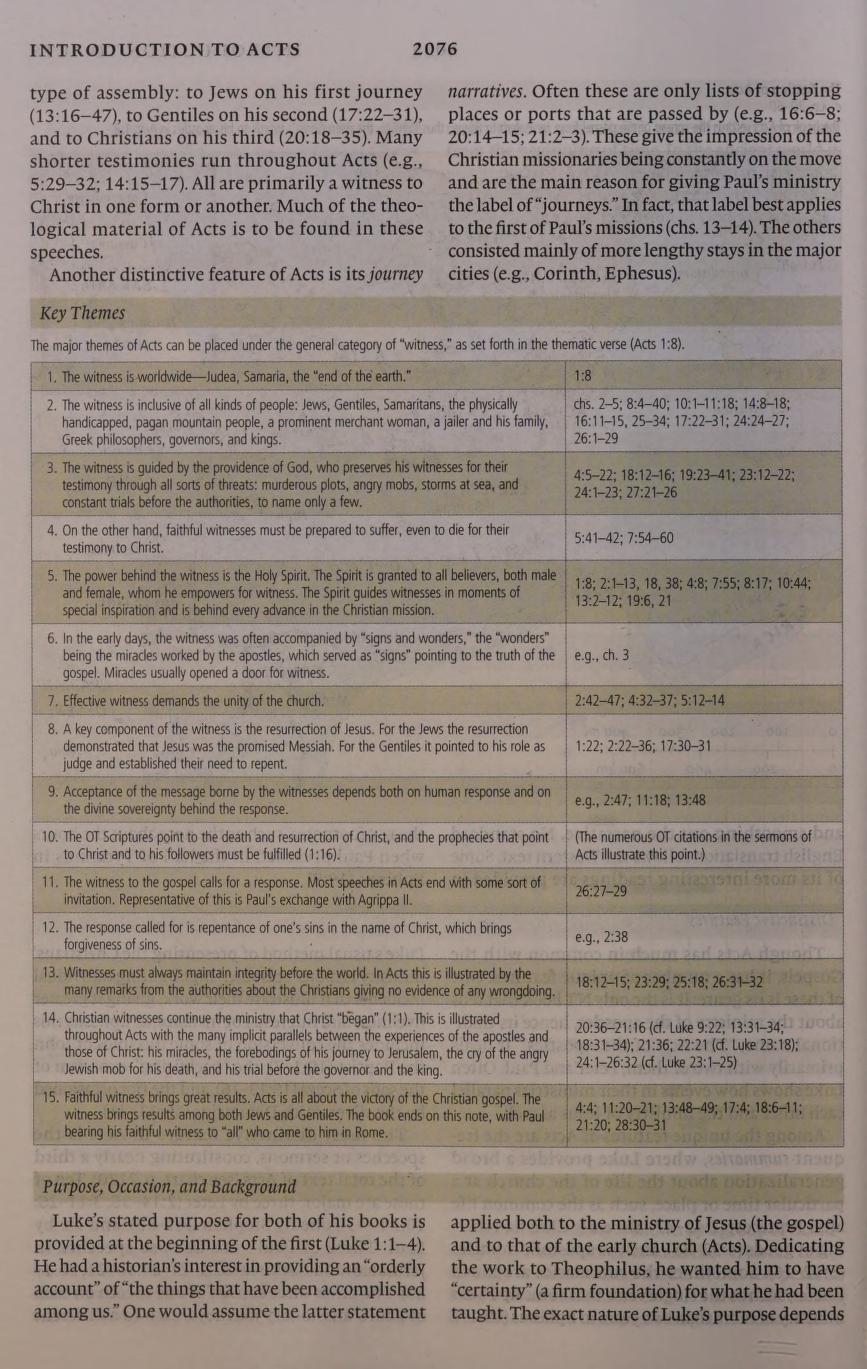 INTRODUCTION TO ACTS 2076
type of assembly: to Jews on his first journey
(13:16–47), to Gentiles on his second (17:22–31),
and to Christians on his third (20:18–35). Many
shorter testimonies run throughout Acts (e.g.,
5:29–32; 14:15–17). All are primarily a witness to
Christ in one form or another. Much of the theo-
logical material of Acts is to be found in these
speeches.
Another distinctive feature of Acts is its journey
narratives. Often these are only lists of stopping
places or ports that are passed by (e.g., 16:6–8;
20:14–15; 21:2–3). These give the impression of the
Christian missionaries being constantly on the move
and are the main reason for giving Paul's ministry
the label of "journeys." In fact, that label best applies
to the first of Paul's missions (chs. 13–14). The others
consisted mainly of more lengthy stays in the major
cities (e.g., Corinth, Ephesus).
Key Themes
The major themes of Acts can be placed under the general category of "witness," as set forth in the thematic verse (Acts 1:8).
1. The witness is worldwide—Judea, Samaria, the "end of the earth."
1:8
2. The witness is inclusive of all kinds of people: Jews, Gentiles, Samaritans, the physically
handicapped, pagan mountain people, a prominent merchant woman, a jailer and his family,
Greek philosophers, governors, and kings.
chs. 2–5; 8:4–40; 10:1–11:18; 14:8–18;
16:11–15, 25–34; 17:22–31; 24:24–27;
26:1–29
3. The witness is guided by the providence of God, who preserves his witnesses for their
testimony through all sorts of threats: murderous plots, angry mobs, storms at sea, and
constant trials before the authorities, to name only a few.
4:5–22; 18:12–16; 19:23–41; 23:12–22;
24:1–23; 27:21–26
4. On the other hand, faithful witnesses must be prepared to suffer, even to die for their
testimony to Christ.
5:41–42; 7:54–60
5. The power behind the witness is the Holy Spirit. The Spirit is granted to all believers, both male
and female, whom he empowers for witness. The Spirit guides witnesses in moments of
special inspiration and is behind every advance in the Christian mission.
1:8; 2:1–13, 18, 38; 4:8; 7:55; 8:17; 10:44;
13:2–12; 19:6, 21
6. In the early days, the witness was often accompanied by "signs and wonders," the "wonders"
being the miracles worked by the apostles, which served as "signs" pointing to the truth of the
gospel. Miracles usually opened a door for witness.
e.g., ch. 3
7. Effective witness demands the unity of the church.
2:42–47; 4:32–37; 5:12–14
8. A key component of the witness is the resurrection of Jesus. For the Jews the resurrection
demonstrated that Jesus was the promised Messiah. For the Gentiles it pointed to his role as
judge and established their need to repent.
1:22; 2:22–36; 17:30–31
9. Acceptance of the message borne by the witnesses depends both on human response and on
the divine sovereignty behind the response.
e.g., 2:47; 11:18; 13:48
10. The OT Scriptures point to the death and resurrection of Christ, and the prophecies that point
to Christ and to his followers must be fulfilled (1:16).
(The numerous OT citations in the sermons of
Acts illustrate this point.)
11. The witness to the gospel calls for a response. Most speeches in Acts end with some sort of
invitation. Representative of this is Paul's exchange with Agrippa II.
26:27–29
12. The response called for is repentance of one's sins in the name of Christ, which brings
forgiveness of sins.
e.g., 2:38
13. Witnesses must always maintain integrity before the world. In Acts this is illustrated by the
many remarks from the authorities about the Christians giving no evidence of any wrongdoing.
18:12–15; 23:29; 25:18; 26:31–32
14. Christian witnesses continue the ministry that Christ "began" (1:1). This is illustrated
throughout Acts with the many implicit parallels between the experiences of the apostles and
those of Christ: his miracles, the forebodings of his journey to Jerusalem, the cry of the angry
Jewish mob for his death, and his trial before the governor and the king.
20:36–21:16 (cf. Luke 9:22; 13:31–34;
18:31–34); 21:36; 22:21 (cf. Luke 23:18);
24:1–26:32 (cf. Luke 23:1–25)
15. Faithful witness brings great results. Acts is all about the victory of the Christian gospel. The
witness brings results among both Jews and Gentiles. The book ends on this note, with Paul
bearing his faithful witness to "all" who came to him in Rome.
4:4; 11:20–21; 13:48–49; 17:4; 18:6–11;
21:20; 28:30–31
Purpose, Occasion, and Background
Luke's stated purpose for both of his books is
provided at the beginning of the first (Luke 1:1–4).
He had a historian's interest in providing an "orderly
account" of "the things that have been accomplished
among us." One would assume the latter statement
applied both to the ministry of Jesus (the gospel)
and to that of the early church (Acts). Dedicating
the work to Theophilus, he wanted him to have
"certainty" (a firm foundation) for what he had been
taught. The exact nature of Luke's purpose depends